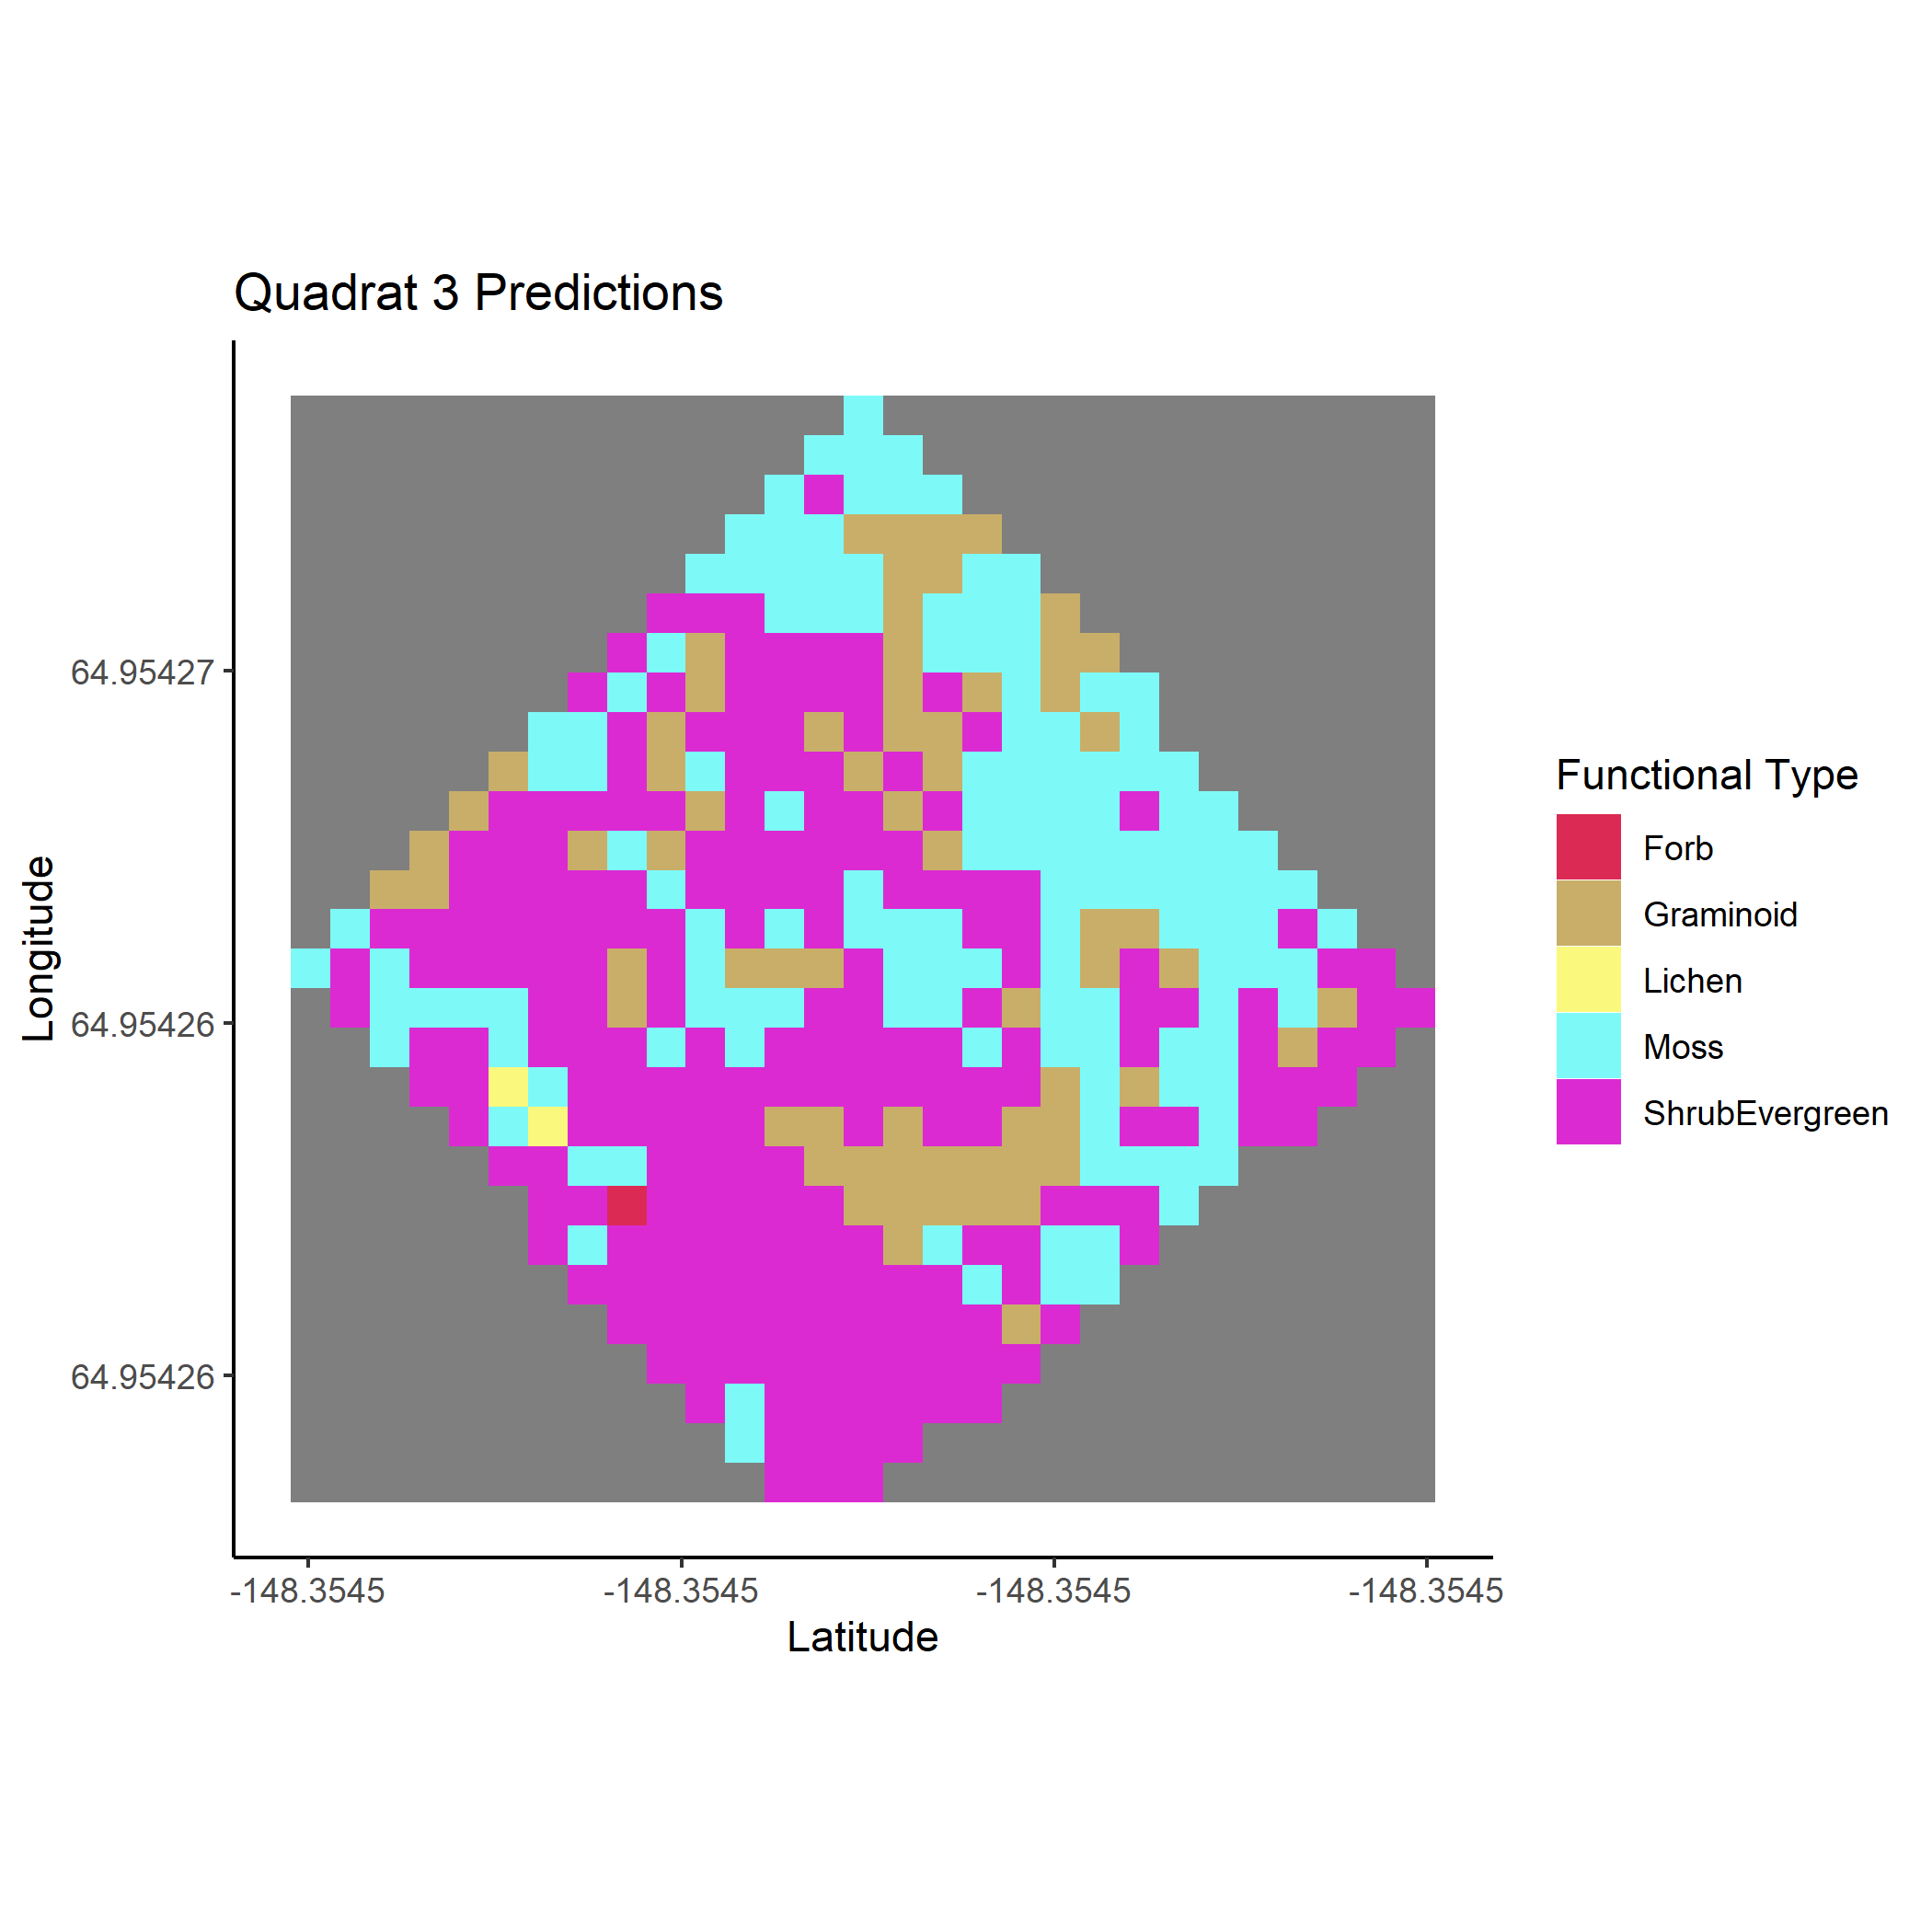 Quadrat 3 Predictions
Longitude
64.95427
64.95426
64.95426
-148.3545 -148.3545 -148.3545 -148.3545
Latitude
Functional Type
Forb
Graminoid
Lichen
Moss
ShrubEvergreen